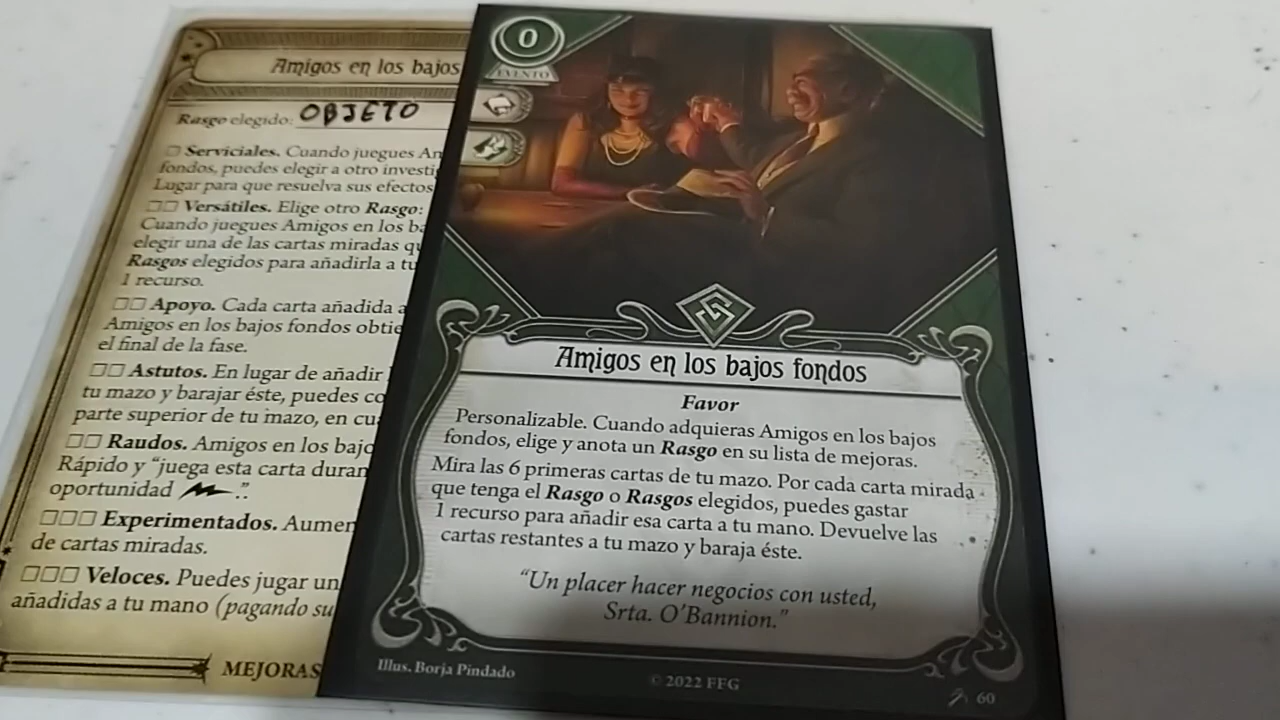 Amigos en los bajos
Rasgo elegido: OBJETO
□ Serviciales. Cuando juegues
fondos, puedes elegir a otro
Lugar para que resuelva sus efectos
□□ Versátiles. Elige otro Rasgo:
Cuando juegues Amigos en los
elegir una de las cartas miradas
Rasgos elegidos para añadirla a tu
1 recurso.
□□ Apoyo. Cada carta añadida a
Amigos en los bajos fondos
el final de la fase.
□□ Astutos. En lugar de añadir
tu mazo y barajar éste, puedes
parte superior de tu mazo, en
□□ Raudos. Amigos en los
Rápido y “juega esta carta
oportunidad .”
□□□ Experimentados.
de cartas miradas.
□□□ Veloces. Puedes jugar
añadidas a tu mano (pagando
MEJORAS
0
EVENTO
Amigos en los bajos fondos
Favor
Personalizable. Cuando adquieras Amigos en los bajos
fondos, elige y anota un Rasgo en su lista de mejoras.
Mira las 6 primeras cartas de tu mazo. Por cada carta mirada
que tenga el Rasgo o Rasgos elegidos, puedes gastar
1 recurso para añadir esa carta a tu mano. Devuelve las
cartas restantes a tu mazo y baraja éste.
“Un placer hacer negocios con usted,
Srta. O’Bannion.”
Illus. Borja Pindado
© 2022 FFG
60